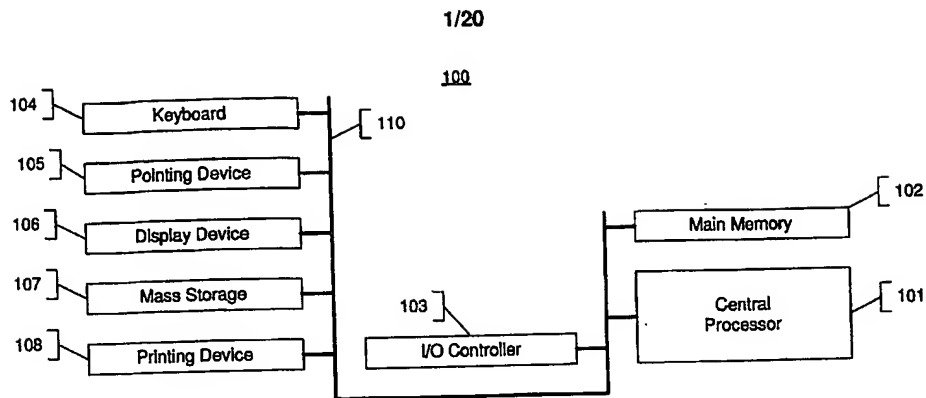 1/20
100
104 Keyboard
110
105 Pointing Device
102
106 Display Device
Main Memory
107 Mass Storage
103
Central
Processor
101
108 Printing Device
I/O Controller